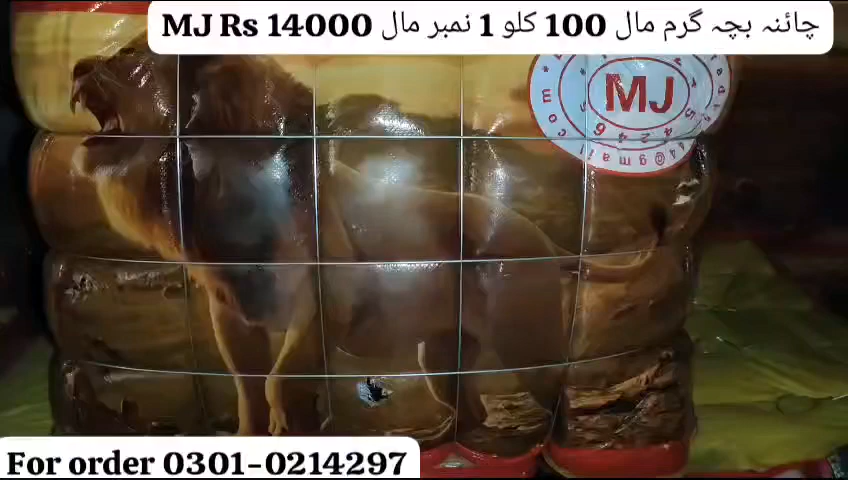 چائنہ بچہ گرم مال 100 کلو 1 نمبر مال MJ Rs 14000
MJ
For order 0301-0214297